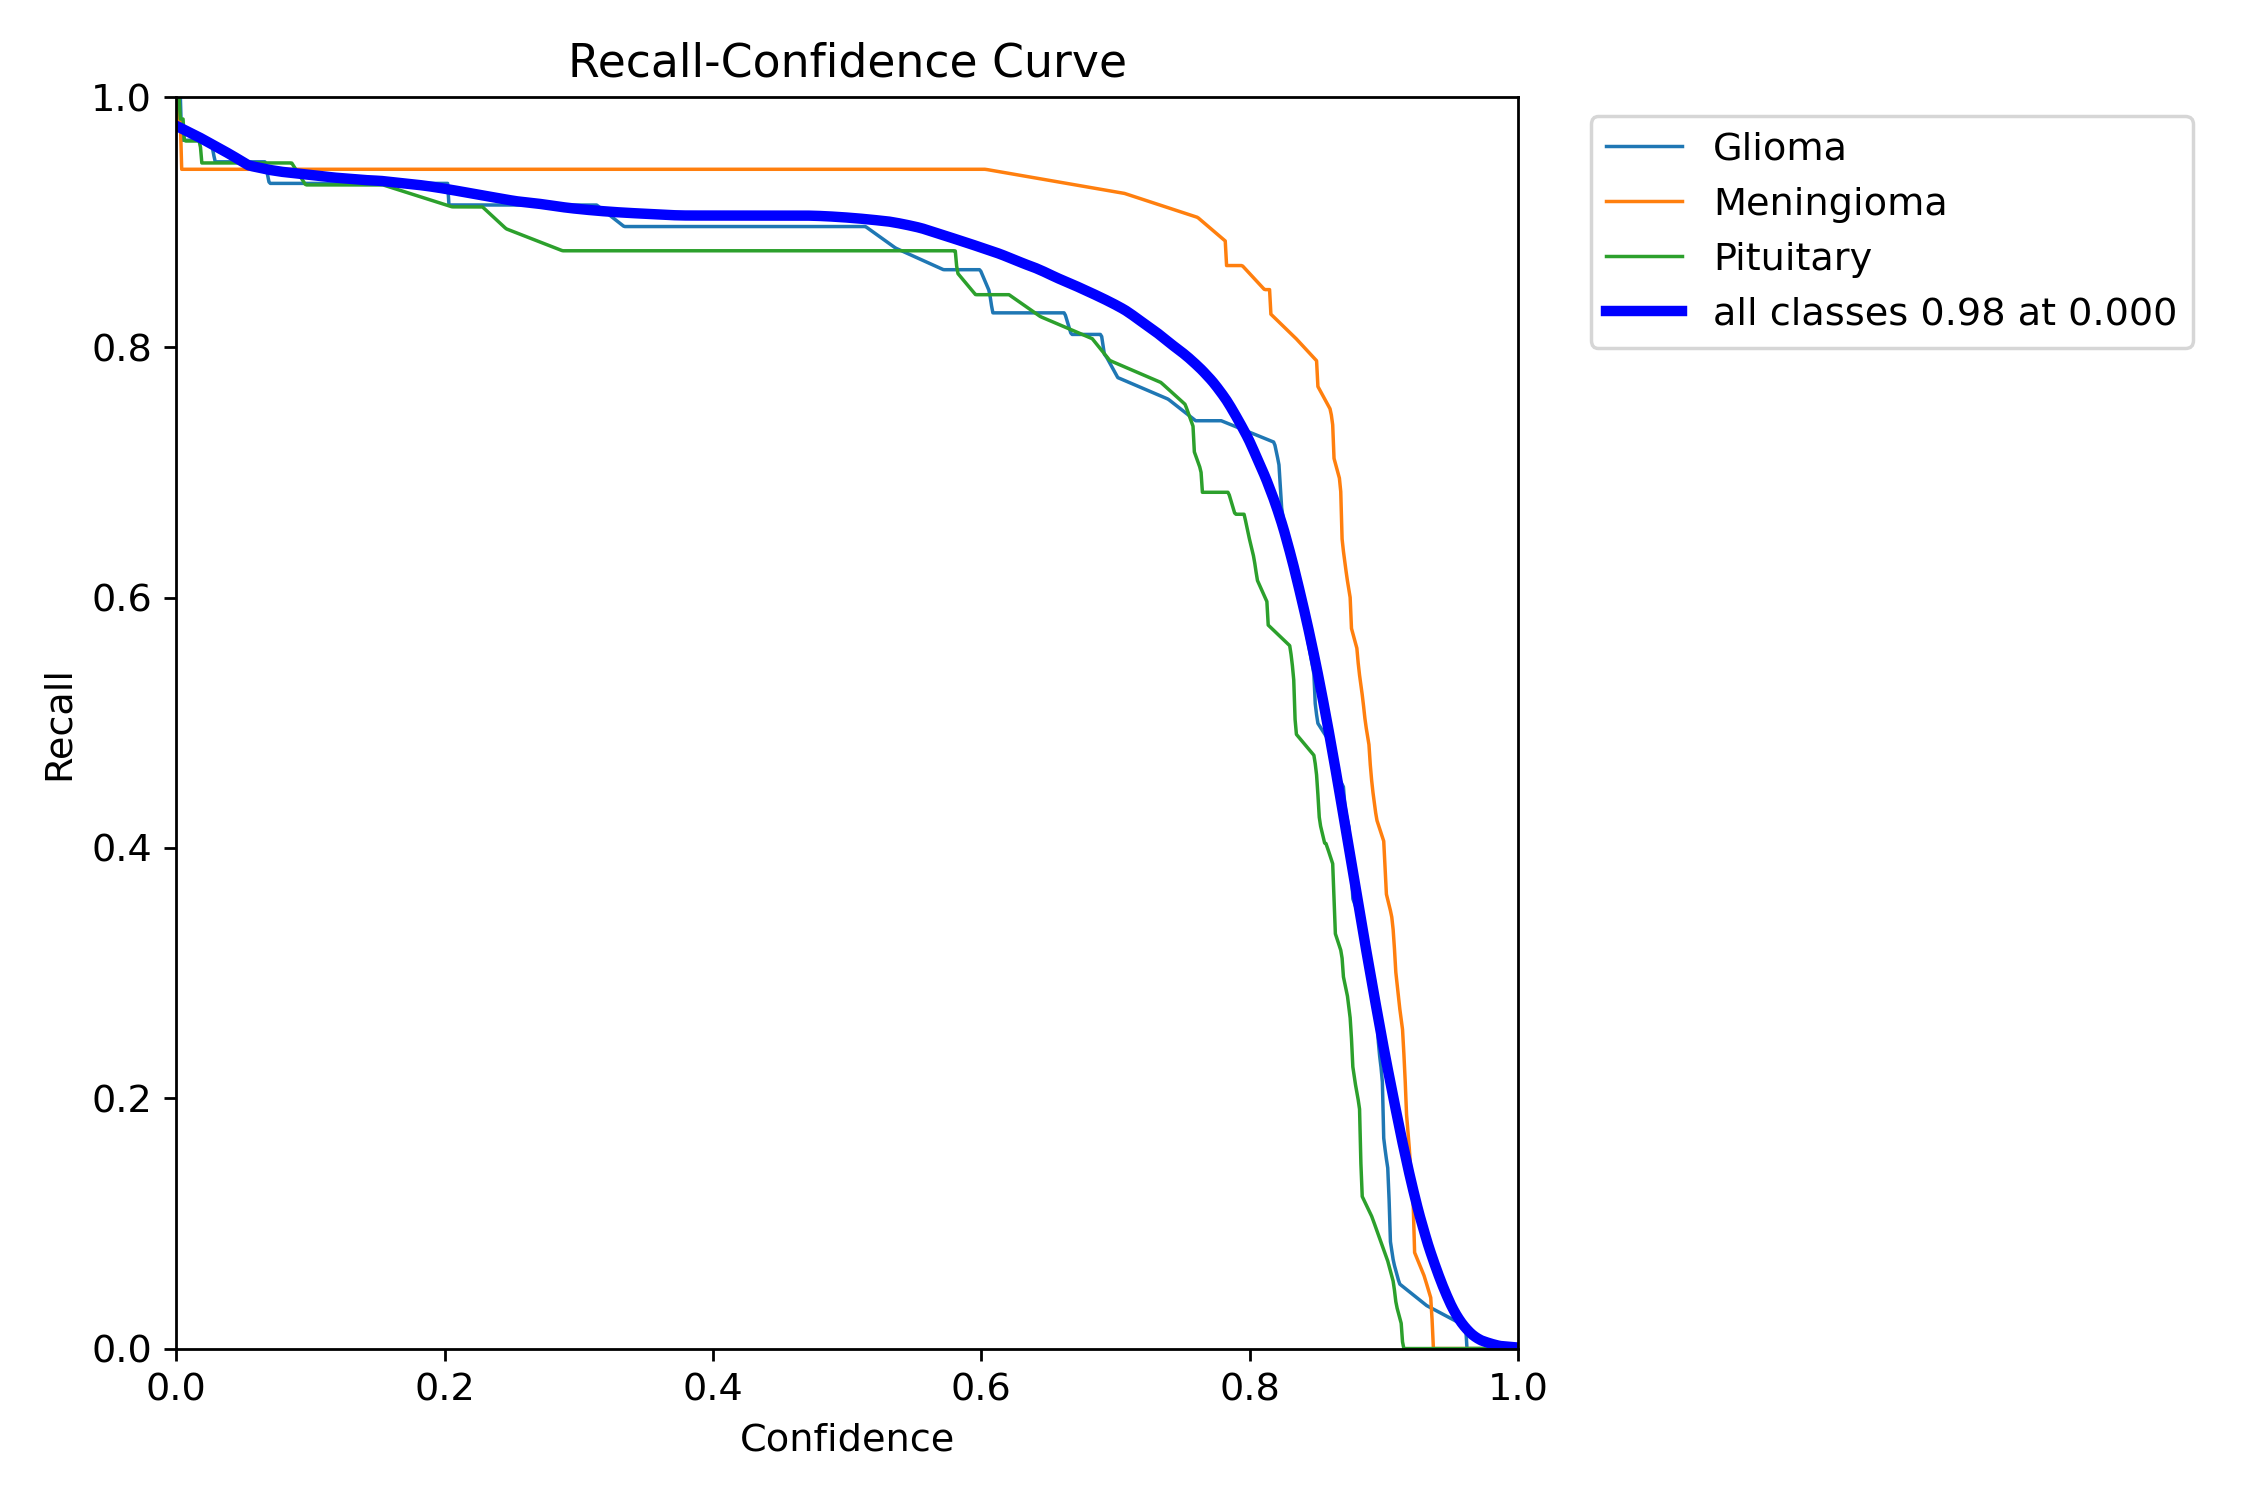 Recall-Confidence Curve
1.0
0.8
0.6
0.4
0.2
0.0
Recall
0.0 0.2 0.4 0.6 0.8 1.0
Confidence
Glioma
Meningioma
Pituitary
all classes 0.98 at 0.000